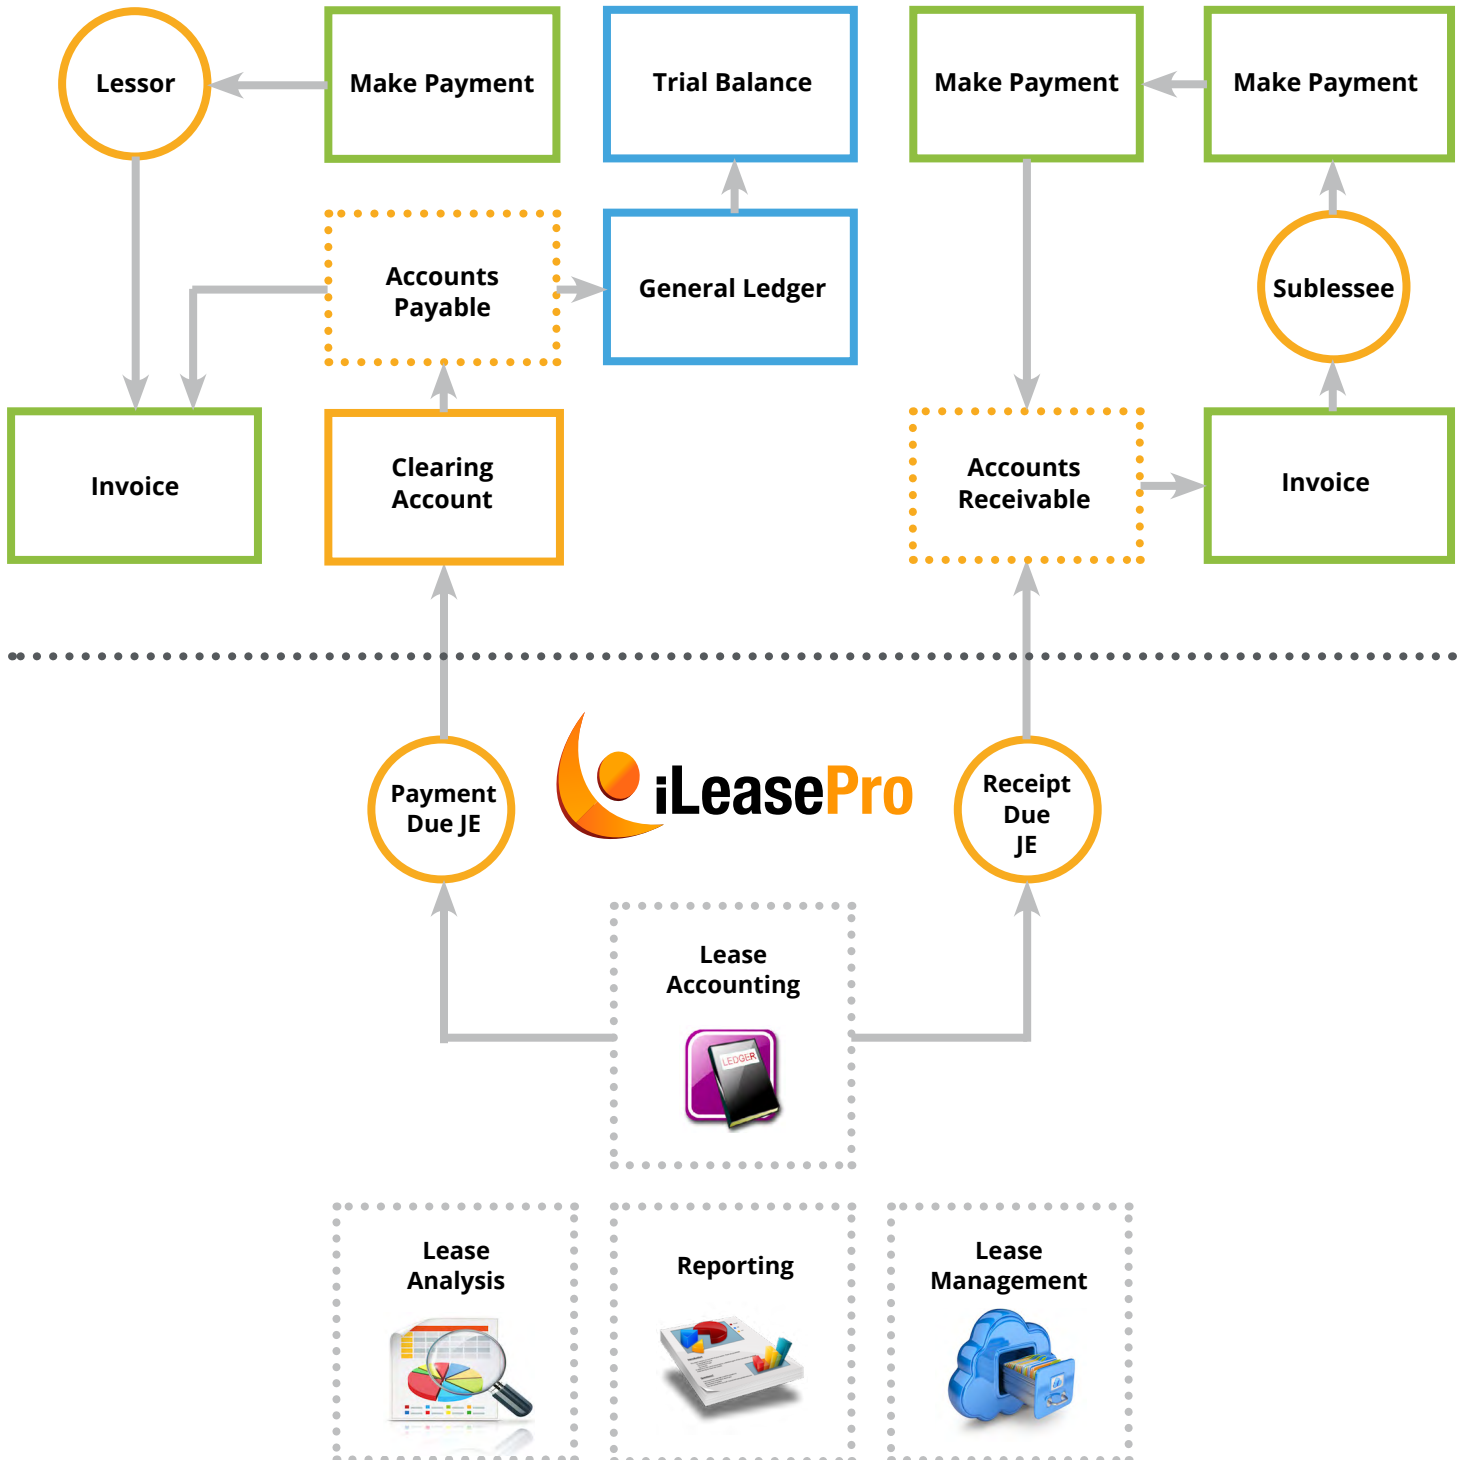 Lessor
Make Payment
Trial Balance
Make Payment
Make Payment
Accounts
Payable
General Ledger
Sublessee
Invoice
Clearing
Account
Accounts
Receivable
Invoice
Payment
Due JE
iLeasePro
Receipt
Due
JE
Lease
Accounting
LEDGER
Lease
Analysis
Reporting
Lease
Management